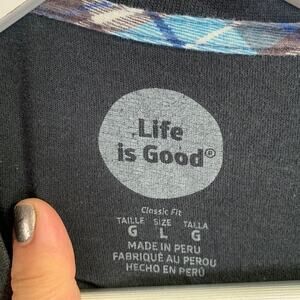 Life
is Good®
Classic Fit
TAILLE SIZE TALLA
G L G
MADE IN PERU
FABRIQUÉ AU PEROU
HECHO EN PERÚ